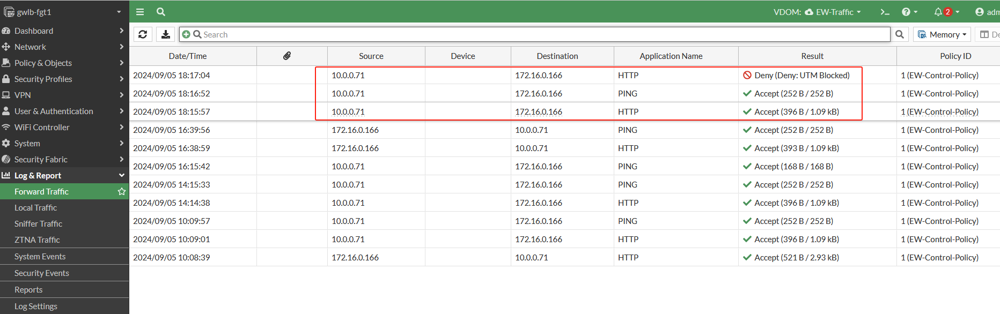 gwlb-fgt1
VDOM: EW-Traffic 2 adm
Dashboard
Network
Policy & Objects
Security Profiles
VPN
User & Authentication
WiFi Controller
System
Security Fabric
Log & Report
Forward Traffic
Local Traffic
Sniffer Traffic
ZTNA Traffic
System Events
Security Events
Reports
Log Settings
Search Memory De
Date/Time Source Device Destination Application Name Result Policy ID
2024/09/05 18:17:04 10.0.0.71 172.16.0.166 HTTP Deny (Deny: UTM Blocked) 1 (EW-Control-Policy)
2024/09/05 18:16:52 10.0.0.71 172.16.0.166 PING Accept (252 B / 252 B) 1 (EW-Control-Policy)
2024/09/05 18:15:57 10.0.0.71 172.16.0.166 HTTP Accept (396 B / 1.09 kB) 1 (EW-Control-Policy)
2024/09/05 16:39:56 172.16.0.166 10.0.0.71 PING Accept (252 B / 252 B) 1 (EW-Control-Policy)
2024/09/05 16:38:59 172.16.0.166 10.0.0.71 HTTP Accept (393 B / 1.09 kB) 1 (EW-Control-Policy)
2024/09/05 16:15:42 10.0.0.71 172.16.0.166 PING Accept (168 B / 168 B) 1 (EW-Control-Policy)
2024/09/05 14:15:33 10.0.0.71 172.16.0.166 PING Accept (252 B / 252 B) 1 (EW-Control-Policy)
2024/09/05 14:14:38 10.0.0.71 172.16.0.166 HTTP Accept (396 B / 1.09 kB) 1 (EW-Control-Policy)
2024/09/05 10:09:57 10.0.0.71 172.16.0.166 PING Accept (252 B / 252 B) 1 (EW-Control-Policy)
2024/09/05 10:09:01 10.0.0.71 172.16.0.166 HTTP Accept (396 B / 1.09 kB) 1 (EW-Control-Policy)
2024/09/05 10:08:39 172.16.0.166 10.0.0.71 HTTP Accept (521 B / 2.93 kB) 1 (EW-Control-Policy)